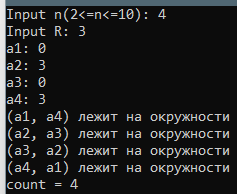 Input n(2<=n<=10): 4
Input R: 3
a1: 0
a2: 3
a3: 0
a4: 3
(a1, a4) лежит на окружности
(a2, a3) лежит на окружности
(a3, a2) лежит на окружности
(a4, a1) лежит на окружности
count = 4